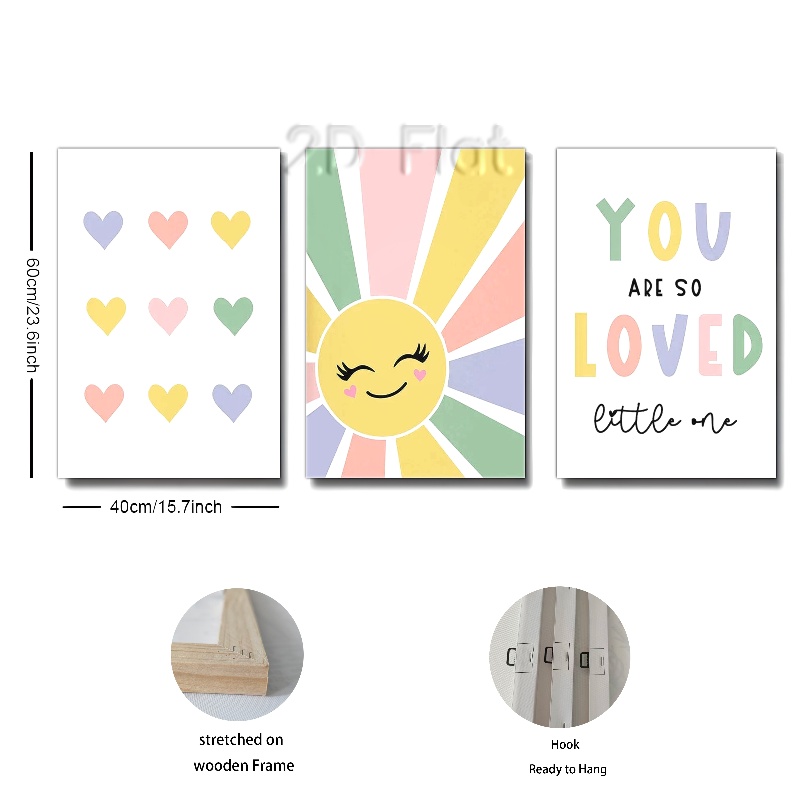 2D Flat
60cm/23.6inch
40cm/15.7inch
YOU
ARE SO
LOVED
little one
stretched on
wooden Frame
Hook
Ready to Hang